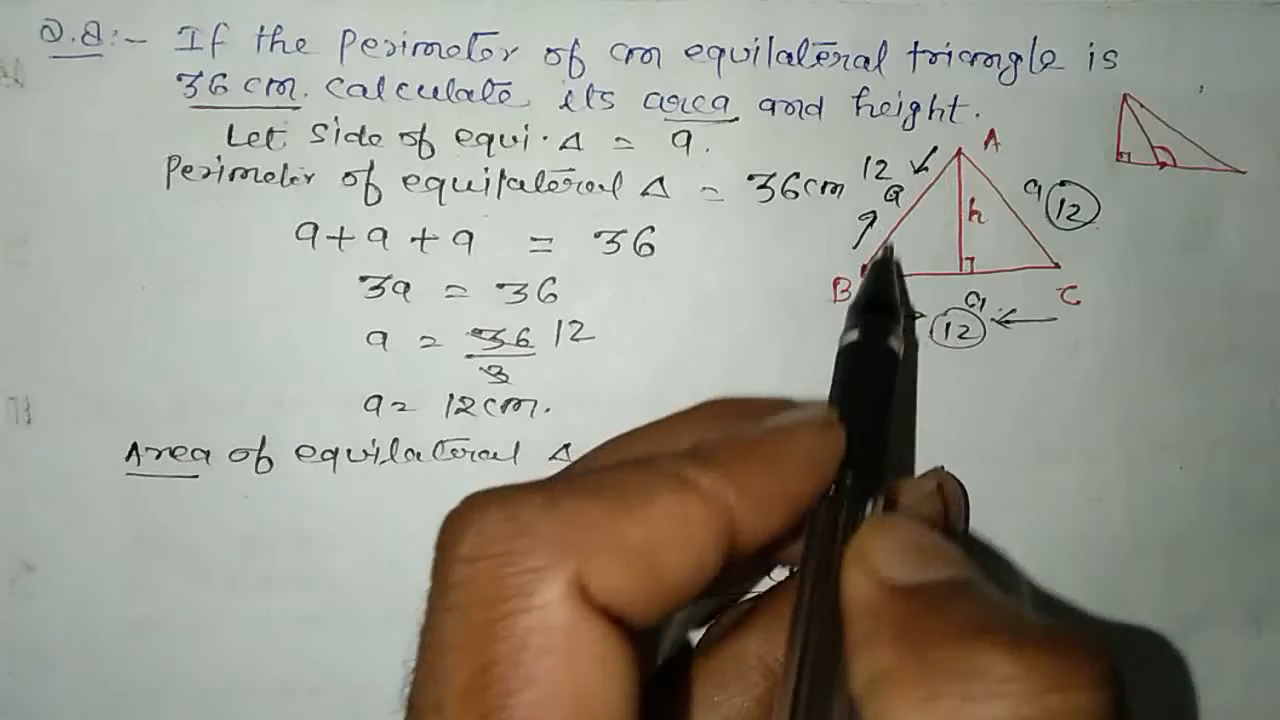 Q.8:- If the perimeter of an equilateral triangle is
36 cm. calculate its area and height.
Let side of equi. Δ = a.
Perimeter of equilateral Δ = 36cm
a + a + a = 36
3a = 36
a = 36/3 12
a = 12cm.
Area of equilateral Δ
A
12
a
h
a
12
B
C
a
12